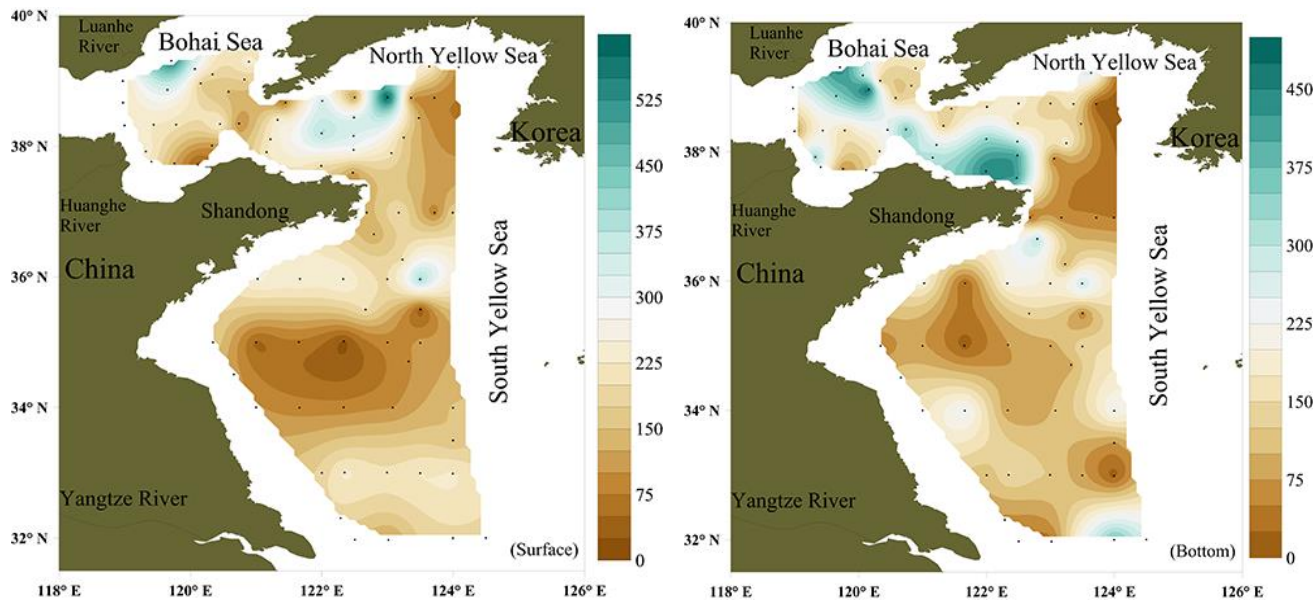 40° N
38° N
36° N
34° N
32° N
118° E
120° E
122° E
124° E
126° E
Luanhe
River
Bohai Sea
North Yellow Sea
Korea
Huanghe
River
Shandong
China
South Yellow Sea
Yangtze River
(Surface)
525
450
375
300
225
150
75
0
40° N
38° N
36° N
34° N
32° N
118° E
120° E
122° E
124° E
126° E
Luanhe
River
Bohai Sea
North Yellow Sea
Korea
Huanghe
River
Shandong
China
South Yellow Sea
Yangtze River
(Bottom)
450
375
300
225
150
75
0